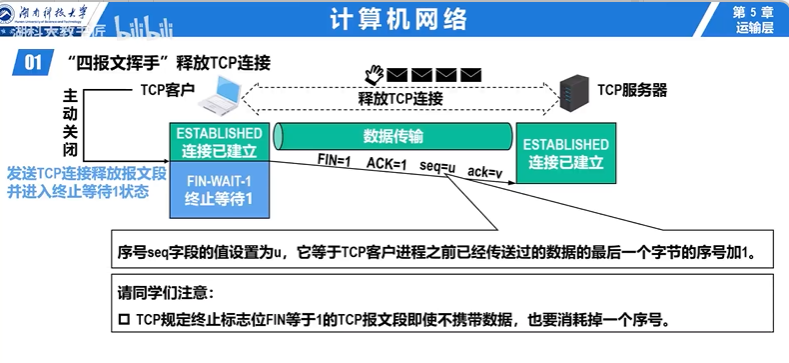 湖南科技大学
湖科大教书匠 bilibili
计算机网络
第 5 章
运输层
01 “四报文挥手”释放TCP连接
主动关闭
TCP客户
释放TCP连接
TCP服务器
ESTABLISHED
连接已建立
数据传输
ESTABLISHED
连接已建立
FIN=1 ACK=1 seq=u ack=v
发送TCP连接释放报文段
并进入终止等待1状态
FIN-WAIT-1
终止等待1
序号seq字段的值设置为u，它等于TCP客户进程之前已经传送过的数据的最后一个字节的序号加1。
请同学们注意：
TCP规定终止标志位FIN等于1的TCP报文段即使不携带数据，也要消耗掉一个序号。